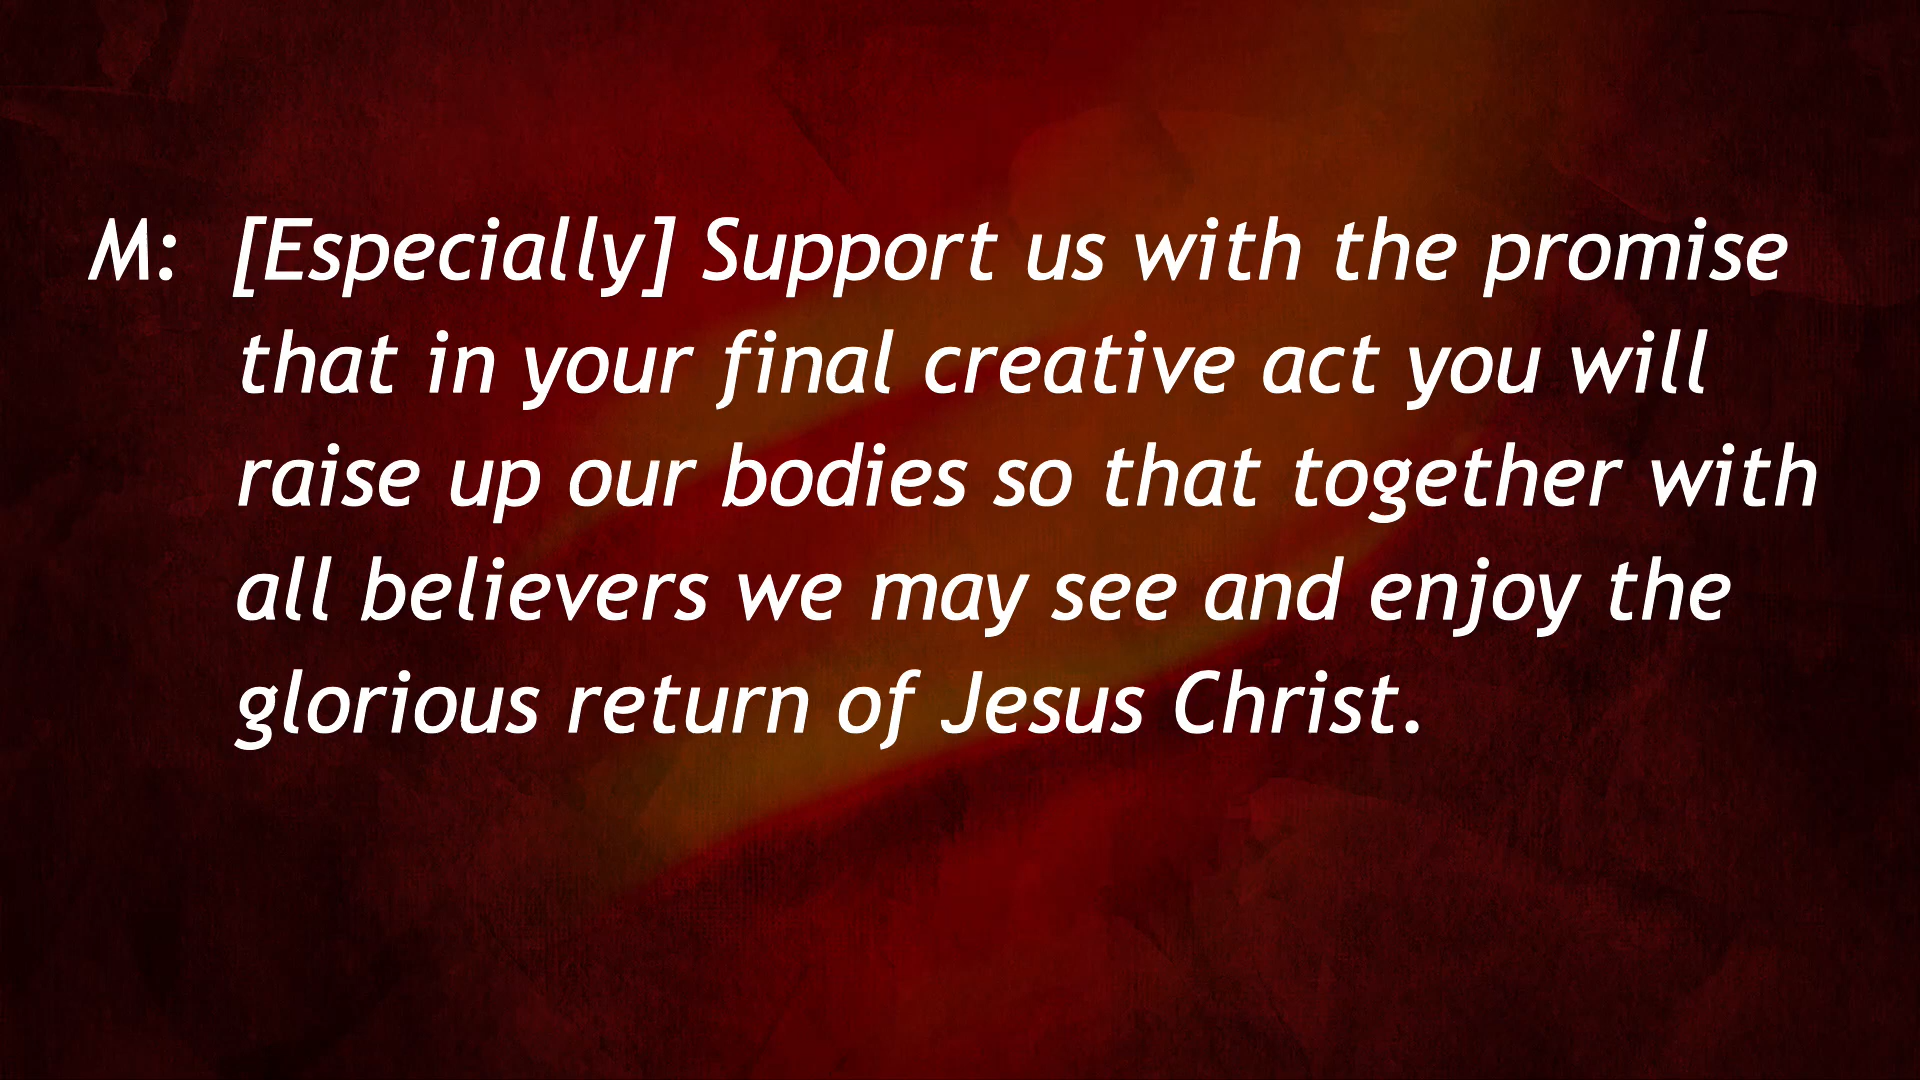 M: [Especially] Support us with the promise
that in your final creative act you will
raise up our bodies so that together with
all believers we may see and enjoy the
glorious return of Jesus Christ.